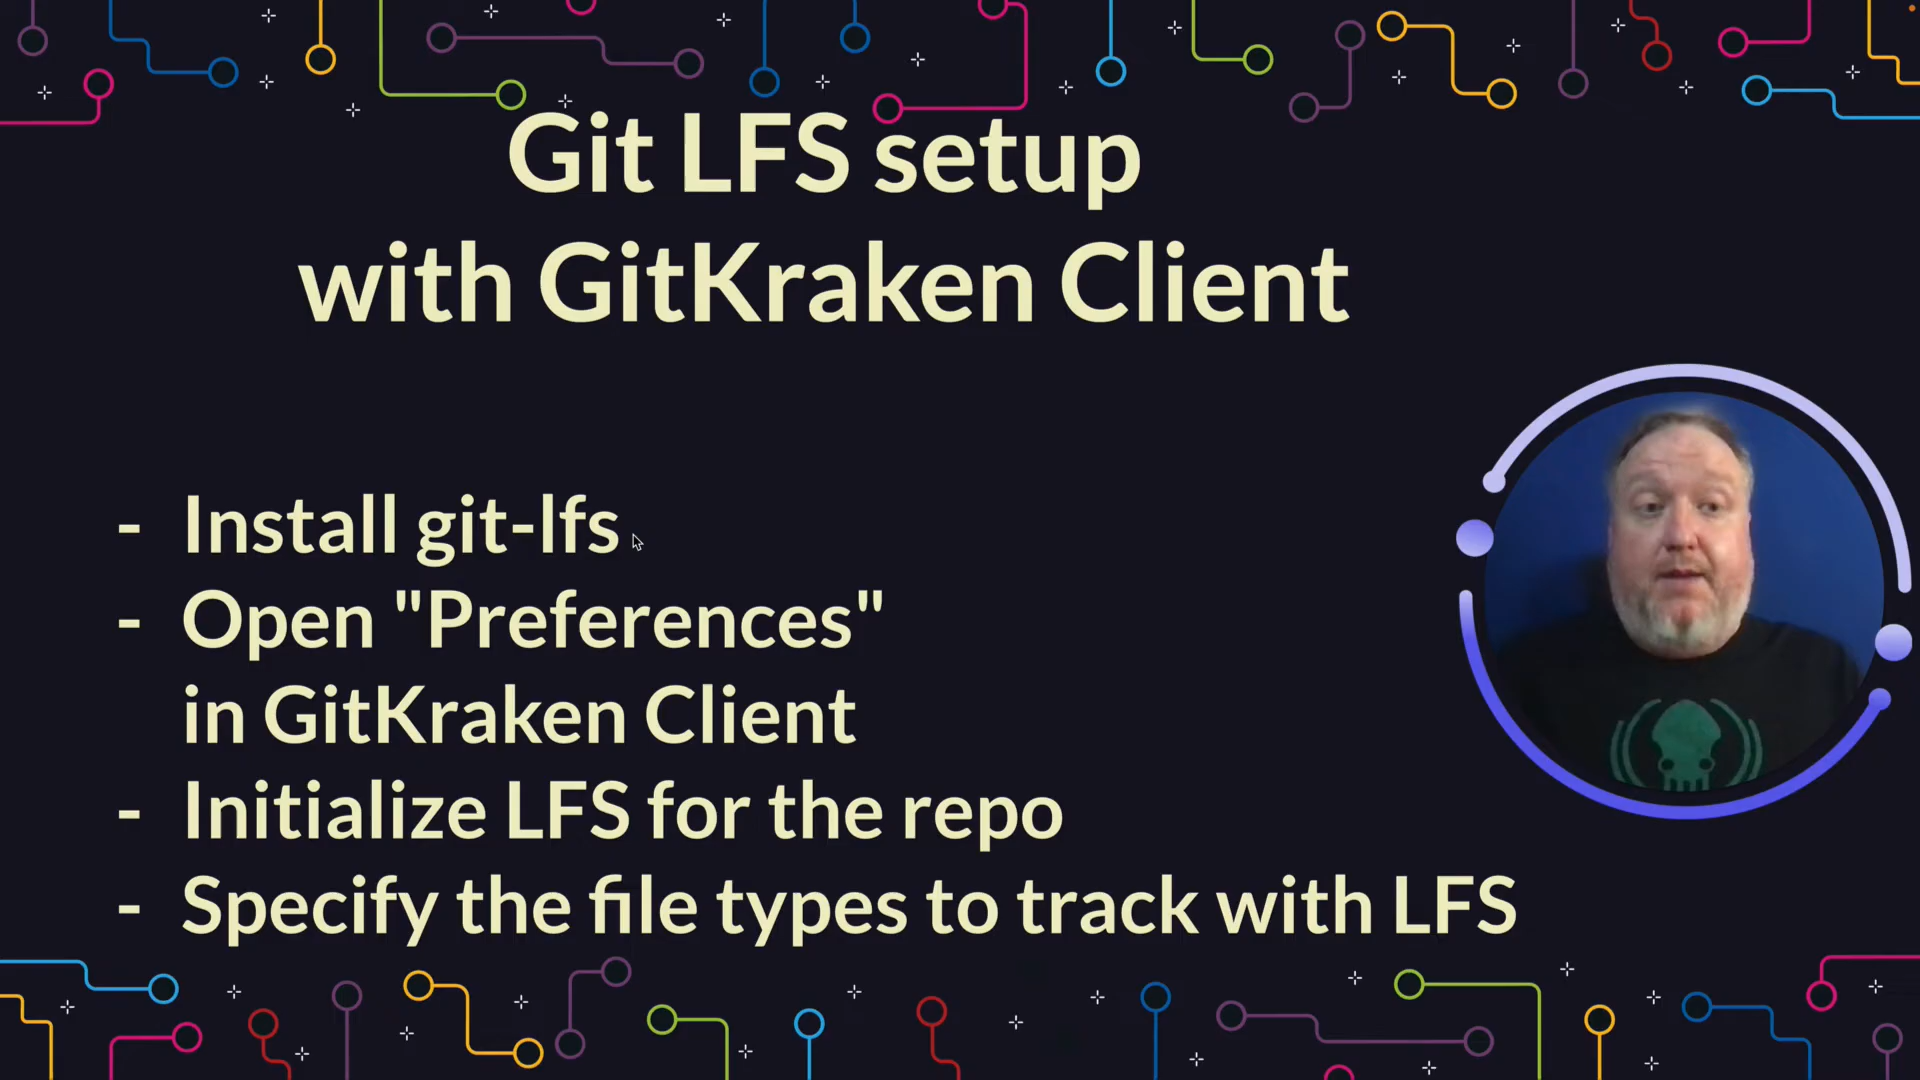 Git LFS setup
with GitKraken Client
- Install git-lfs
- Open "Preferences"
in GitKraken Client
- Initialize LFS for the repo
- Specify the file types to track with LFS